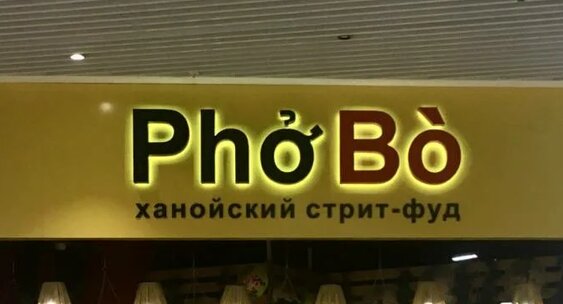 Phở Bò
ханойский стрит-фуд